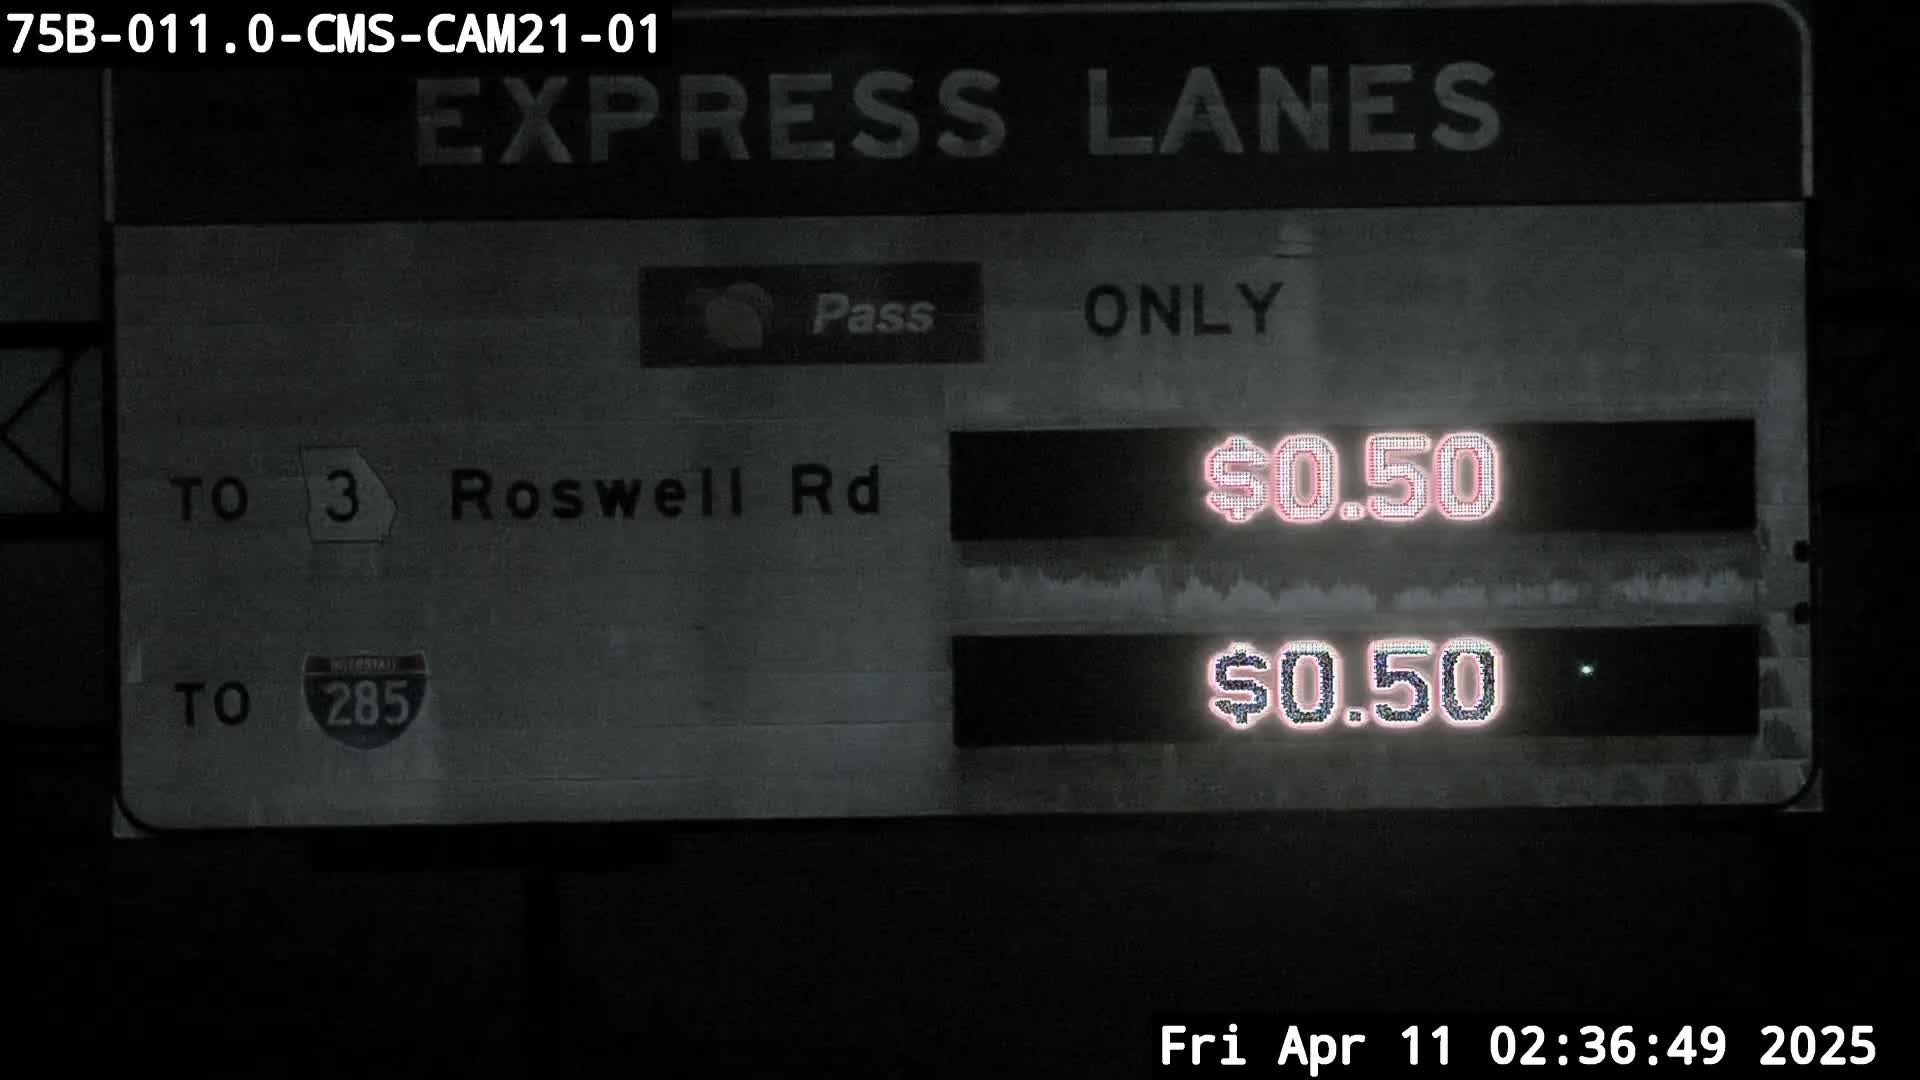 75B-011.0-CMS-CAM21-01
EXPRESS LANES
Pass ONLY
TO 3 Roswell Rd $0.50
INTERSTATE
TO 285 $0.50
Fri Apr 11 02:36:49 2025